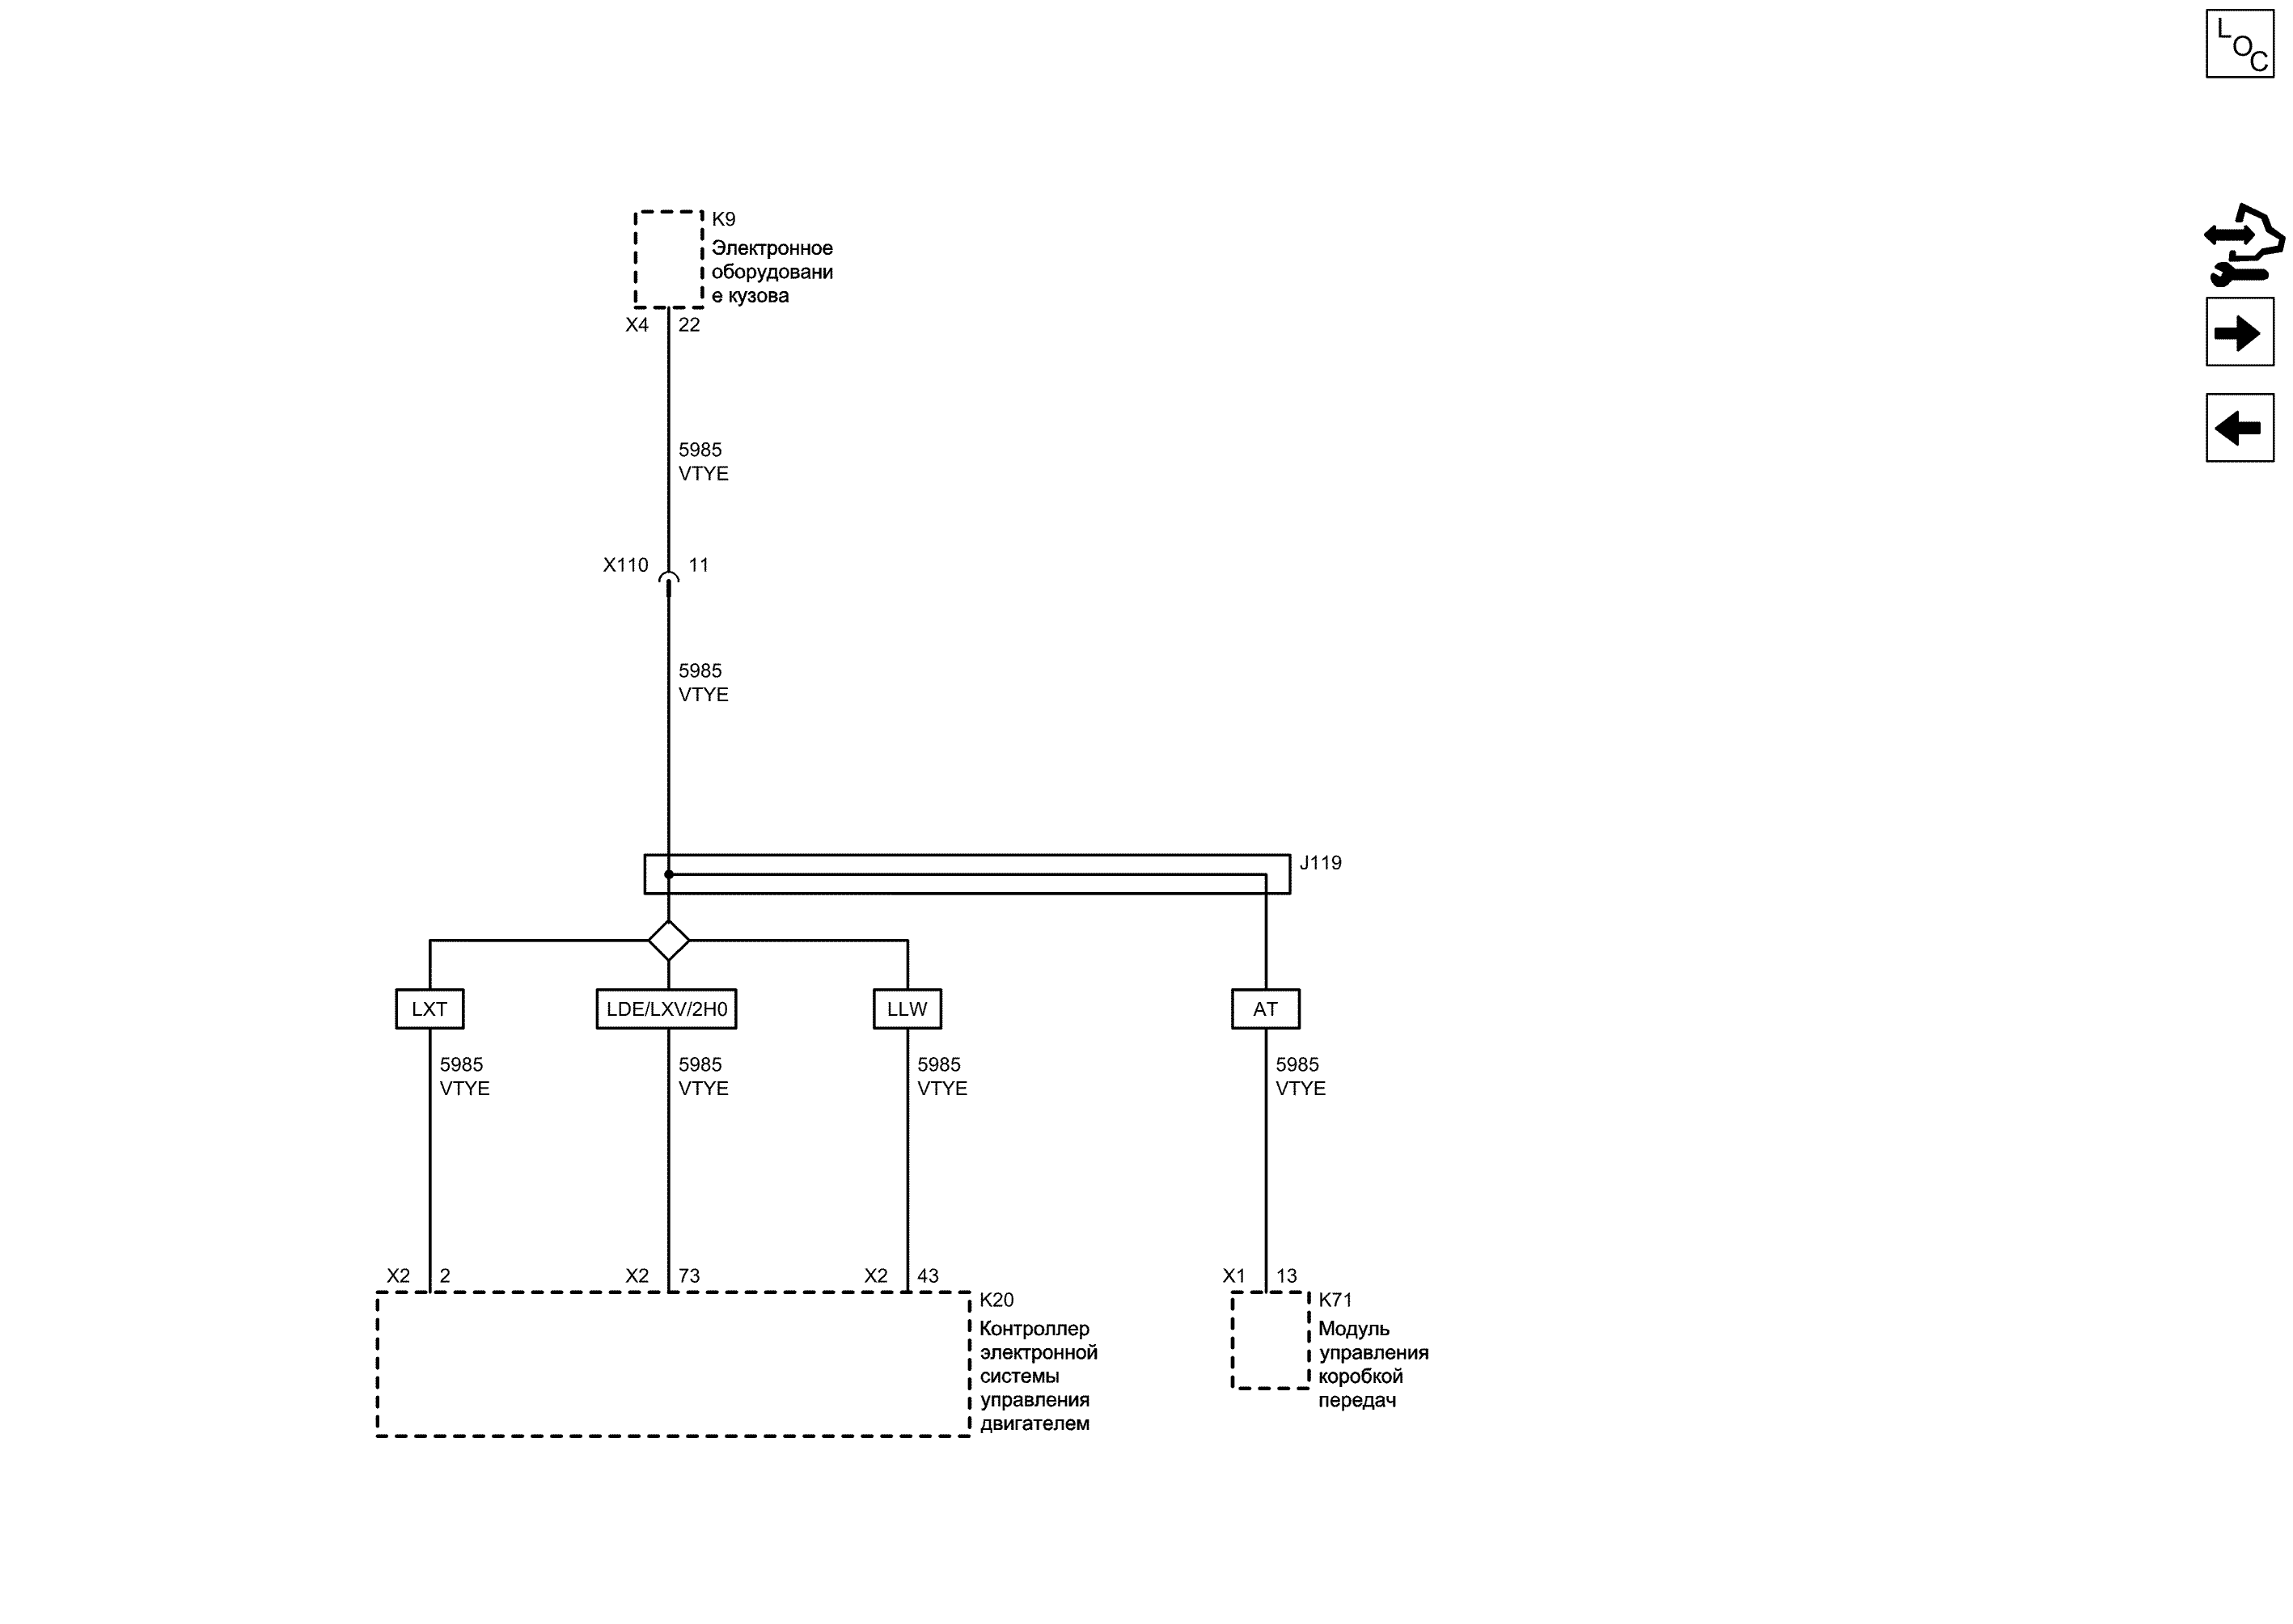 LOC
K9
Электронное
оборудовани
е кузова
X4 22
5985
VTYE
X110 11
5985
VTYE
J119
LXT LDE/LXV/2H0 LLW AT
5985 5985 5985 5985
VTYE VTYE VTYE VTYE
X2 2 X2 73 X2 43 X1 13
K20
Контроллер
электронной
системы
управления
двигателем
K71
Модуль
управления
коробкой
передач